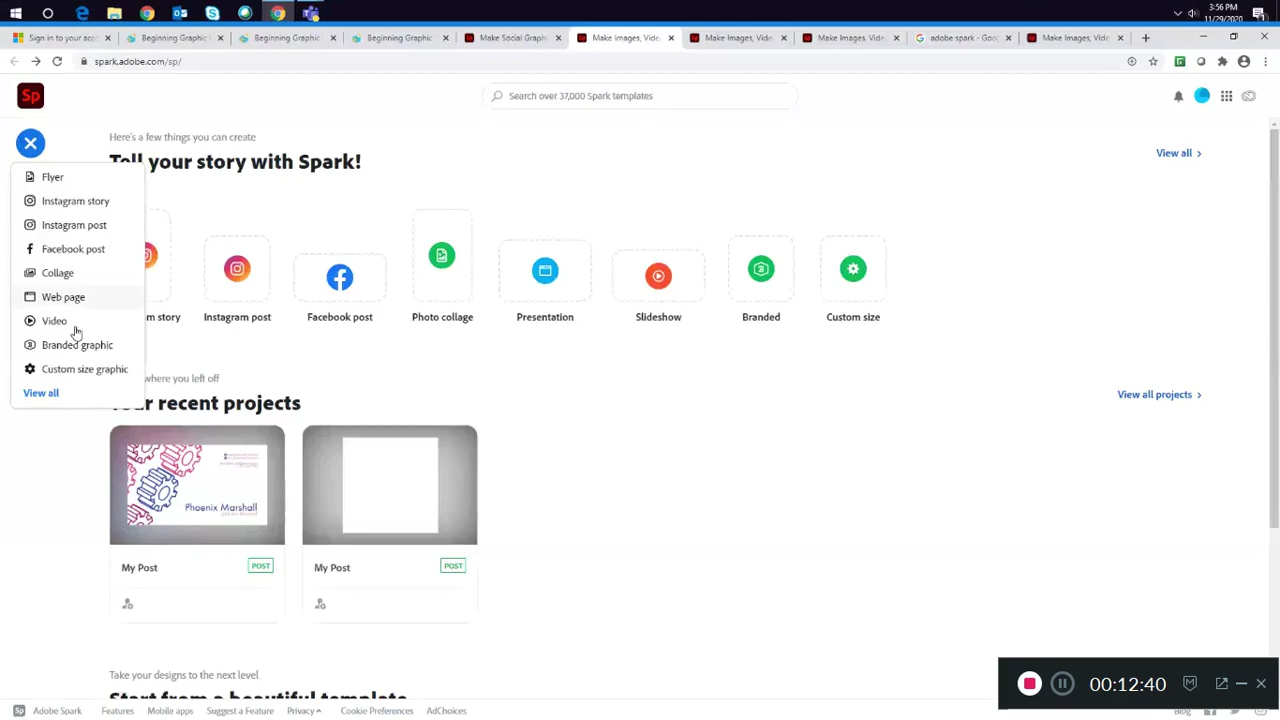 3:56 PM
11/29/2020
Sign in to your acc
Beginning Graphic
Beginning Graphic
Beginning Graphic
Make Social Graph
Make Images, Vide
Make Images, Vide
Make Images, Vide
adobe spark - Goo
Make Images, Vide
spark.adobe.com/sp/
Sp
Search over 37,000 Spark templates
Here's a few things you can create
Tell your story with Spark!
View all
Flyer
Instagram story
Instagram post
Facebook post
Collage
Web page
Video
Branded graphic
Custom size graphic
View all
m story
Instagram post
Facebook post
Photo collage
Presentation
Slideshow
Branded
Custom size
where you left off
Your recent projects
View all projects
Phoenix Marshall
My Post
POST
My Post
POST
Take your designs to the next level
Start from a beautiful template
00:12:40
Sp
Adobe Spark
Features
Mobile apps
Suggest a Feature
Privacy
Cookie Preferences
AdChoices
Blog